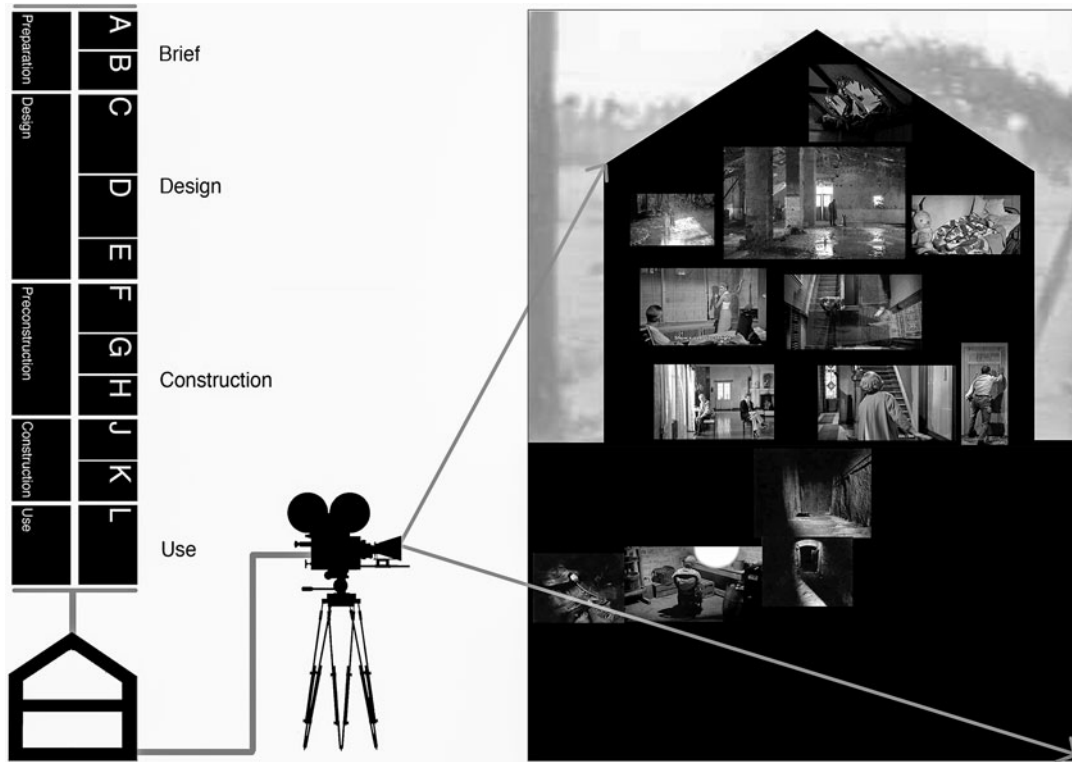 Preparation
Design
Preconstruction
Construction
Use
A
B
C
D
E
F
G
H
J
K
L
Brief
Design
Construction
Use